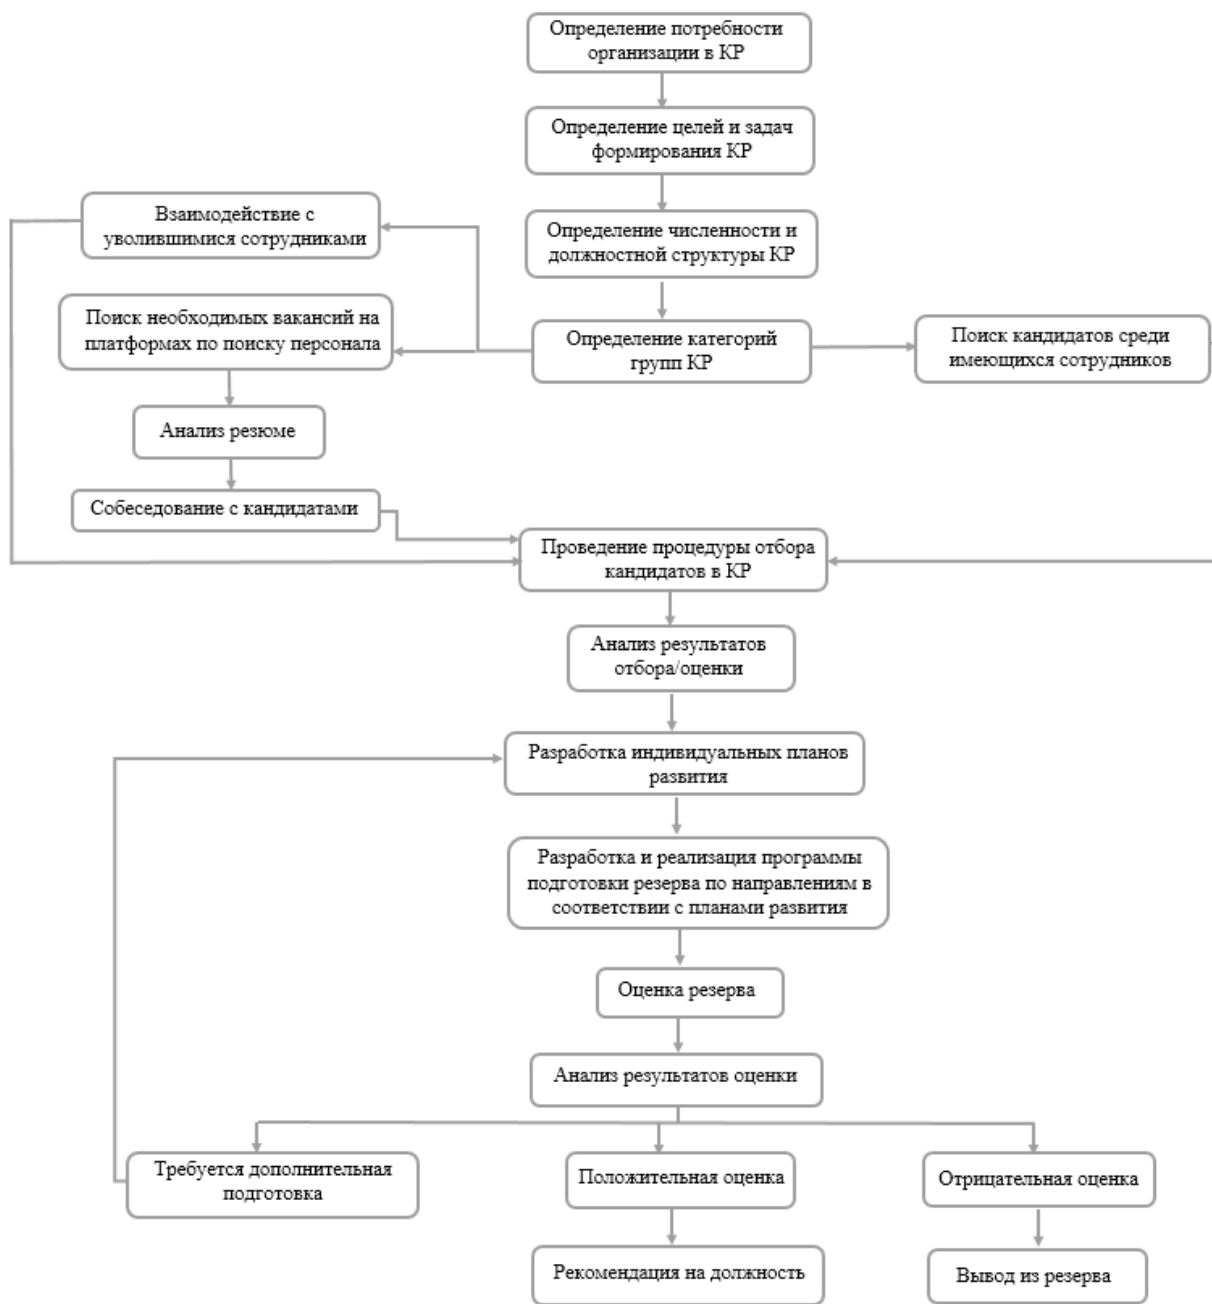 Определение потребности
организации в КР
Определение целей и задач
формирования КР
Взаимодействие с
уволившимися сотрудниками
Определение численности и
должностной структуры КР
Поиск необходимых вакансий на
платформах по поиску персонала
Определение категорий
групп КР
Поиск кандидатов среди
имеющихся сотрудников
Анализ резюме
Собеседование с кандидатами
Проведение процедуры отбора
кандидатов в КР
Анализ результатов
отбора/оценки
Разработка индивидуальных планов
развития
Разработка и реализация программы
подготовки резерва по направлениям в
соответствии с планами развития
Оценка резерва
Анализ результатов оценки
Требуется дополнительная
подготовка
Положительная оценка
Отрицательная оценка
Рекомендация на должность
Вывод из резерва